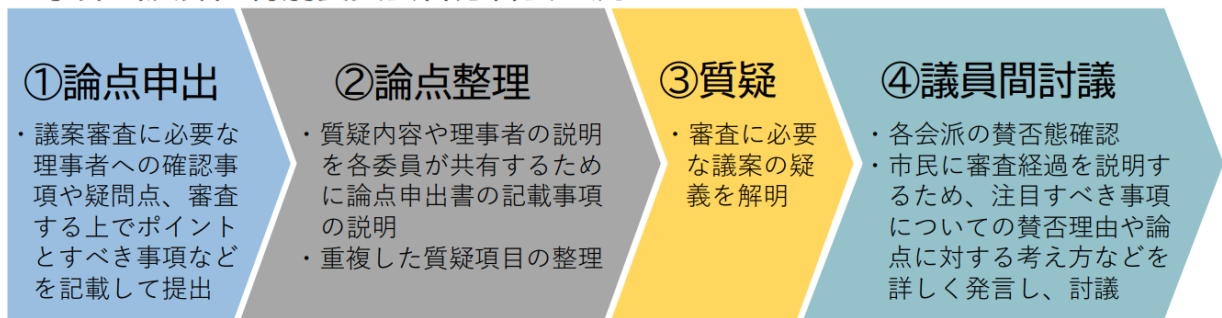 ①論点申出
・議案審査に必要な
理事者への確認事
項や疑問点、審査
する上でポイント
とすべき事項など
を記載して提出
②論点整理
・質疑内容や理事者の説明
を各委員が共有するため
に論点申出書の記載事項
の説明
・重複した質疑項目の整理
③質疑
・審査に必要
な議案の疑
義を解明
④議員間討議
・各会派の賛否態確認
・市民に審査経過を説明す
るため、注目すべき事項
についての賛否理由や論
点に対する考え方などを
詳しく発言し、討議